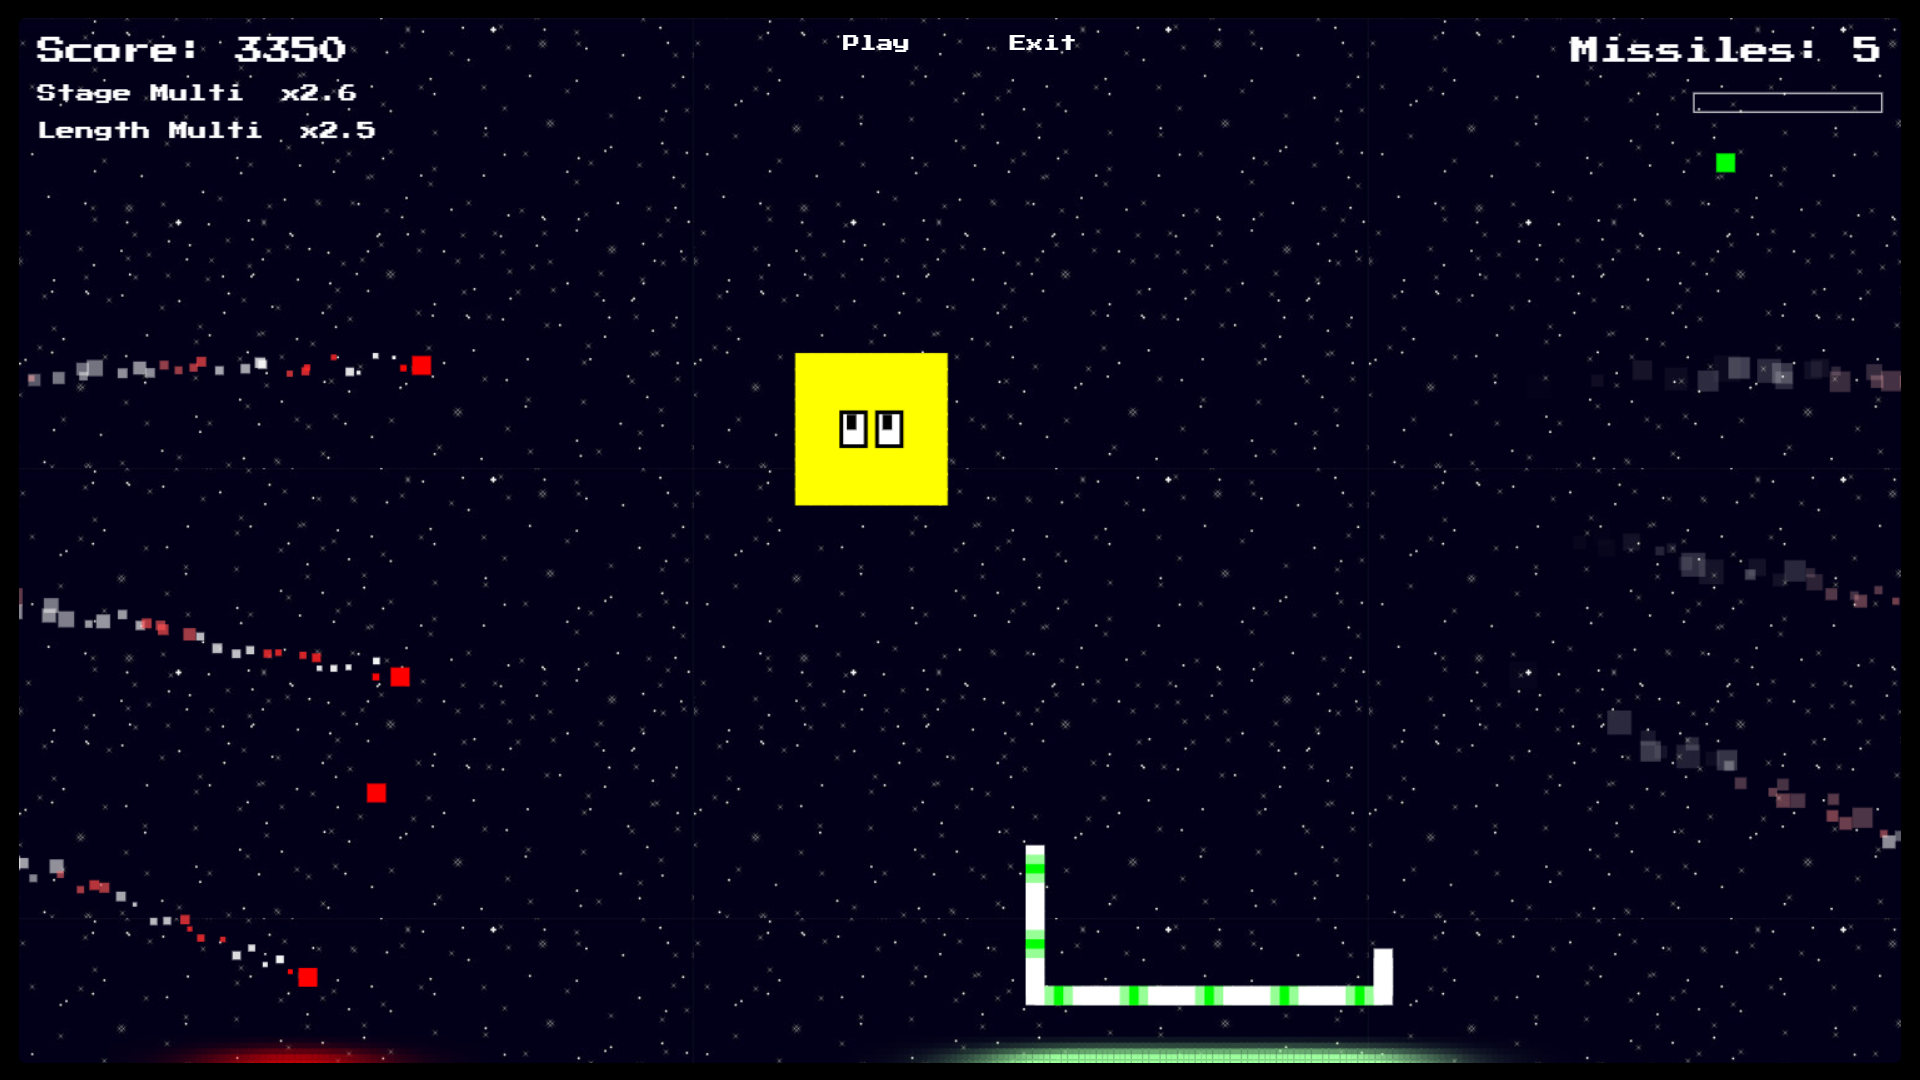 Score: 3350
Play
Exit
Missiles: 5
Stage Multi x2.6
Length Multi x2.5